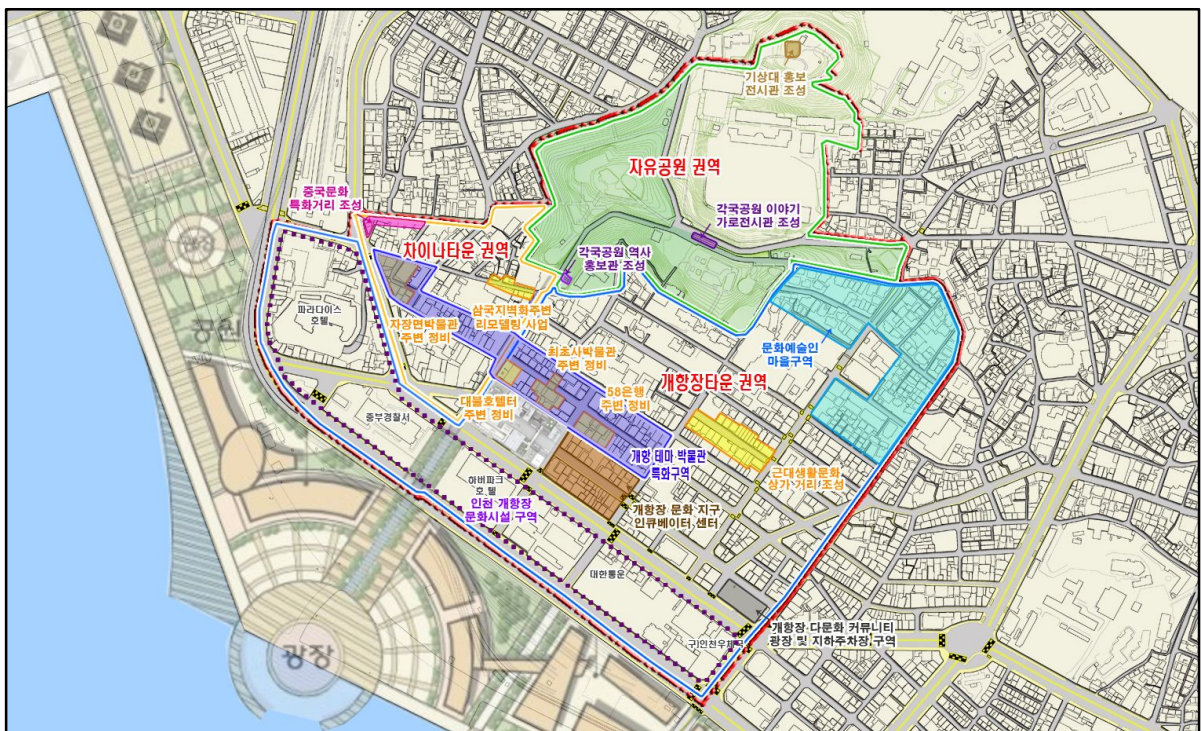 기상대 홍보
전시관 조성
자유공원 권역
중국문화
특화거리 조성
각국공원 이야기
가로전시관 조성
광장
차이나타운 권역
각국공원 역사
홍보관 조성
파라다이스
호텔
공원
삼국지벽화주변
리모델링 사업
자장면박물관
주변 정비
문화예술인
마을구역
최초사박물관
주변 정비
개항장타운 권역
58은행
주변 정비
대불호텔터
주변 정비
중부경찰서
개항 테마 박물관
특화구역
근대생활문화
상가 거리 조성
하버파크
호텔
인천 개항장
문화시설 구역
개항장 문화 지구
인큐베이터 센터
대한통운
개항장 다문화 커뮤니티
광장 및 지하주차장 구역
구)인천우체국
광장